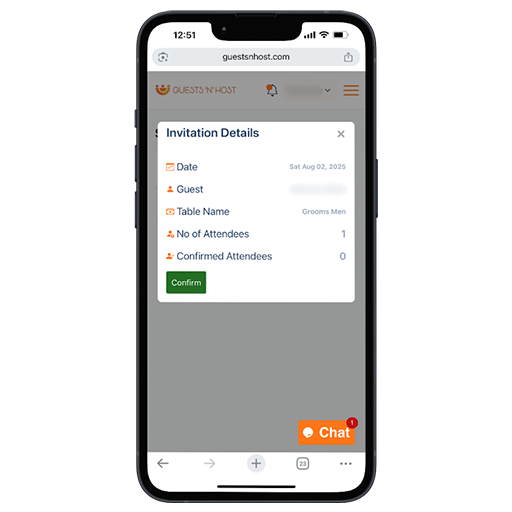 12:51
guestsnhost.com
GUESTS 'N' HOST
S
Invitation Details
Date Sat Aug 02, 2025
Guest
Table Name Grooms Men
No of Attendees 1
Confirmed Attendees 0
Confirm
1
Chat
23